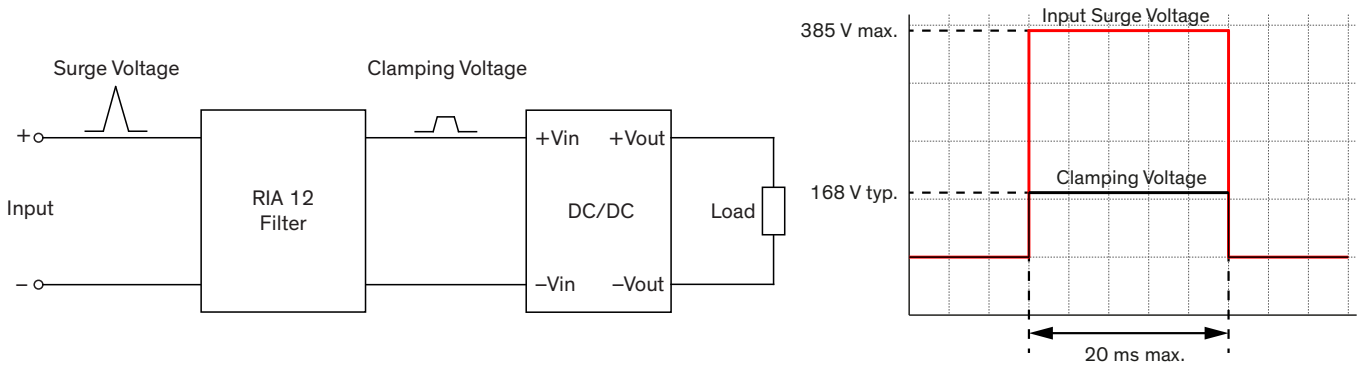 Surge Voltage
Clamping Voltage
+
+Vin
+Vout
Input
RIA 12
Filter
DC/DC
Load
–
–Vin
–Vout
Input Surge Voltage
385 V max.
Clamping Voltage
168 V typ.
20 ms max.